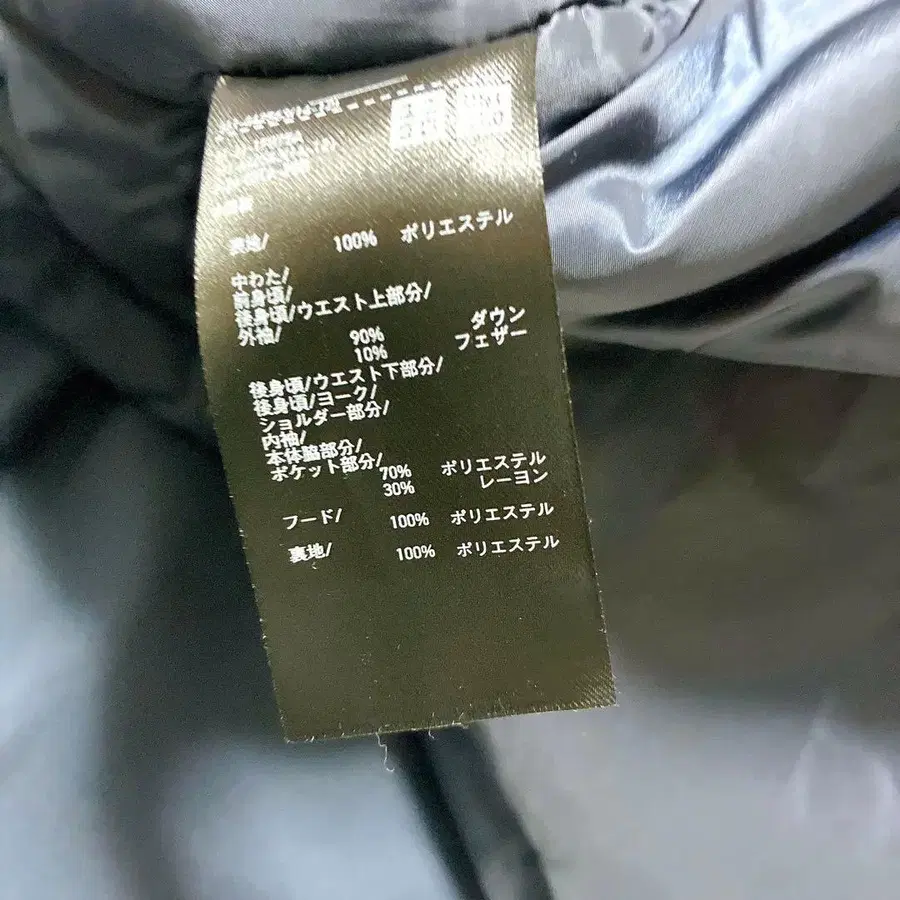 表地/ 100% ポリエステル
中わた/
前身頃/
後身頃/ウエスト上部分/
外袖/ 90% ダウン
10% フェザー
後身頃/ウエスト下部分/
後身頃/ヨーク/
ショルダー部分/
内袖/
本体脇部分/
ポケット部分/ 70% ポリエステル
30% レーヨン
フード/ 100% ポリエステル
裏地/ 100% ポリエステル